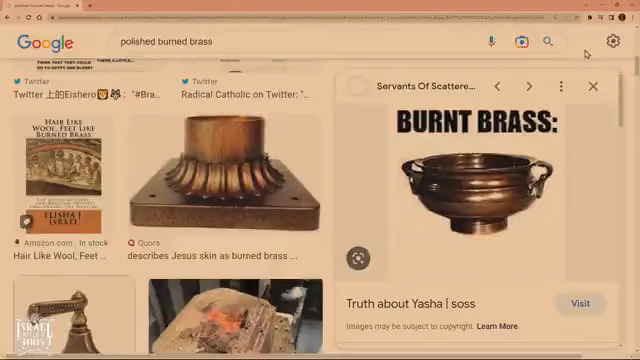 polished burned brass
Google
polished burned brass
Twitter
Twitter 上的Eishero🦁😼: "#Bra...
Twitter
Radical Catholic on Twitter: "..
Servants Of Scattere...
HAIR LIKE
WOOL, FEET LIKE
BURNED BRASS
ELISHA J
ISRAEL
Amazon.com · In stock
Hair Like Wool, Feet ..
Quora
describes Jesus skin as burned brass ...
BURNT BRASS:
Truth about Yasha | soss
Visit
Images may be subject to copyright. Learn More
ISRAEL
CHRIST